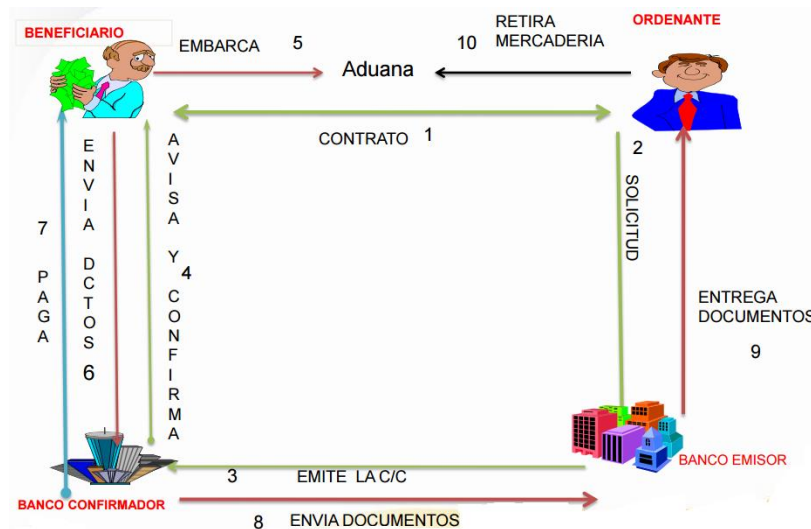 BENEFICIARIO
EMBARCA 5
10 RETIRA
MERCADERIA
ORDENANTE
Aduana
CONTRATO 1
2 SOLICITUD
7 PAGA
ENVIA DCTOS 6
AVISA Y CONFIRMA 4
ENTREGA
DOCUMENTOS
9
BANCO EMISOR
3 EMITE LA C/C
BANCO CONFIRMADOR
8 ENVIA DOCUMENTOS